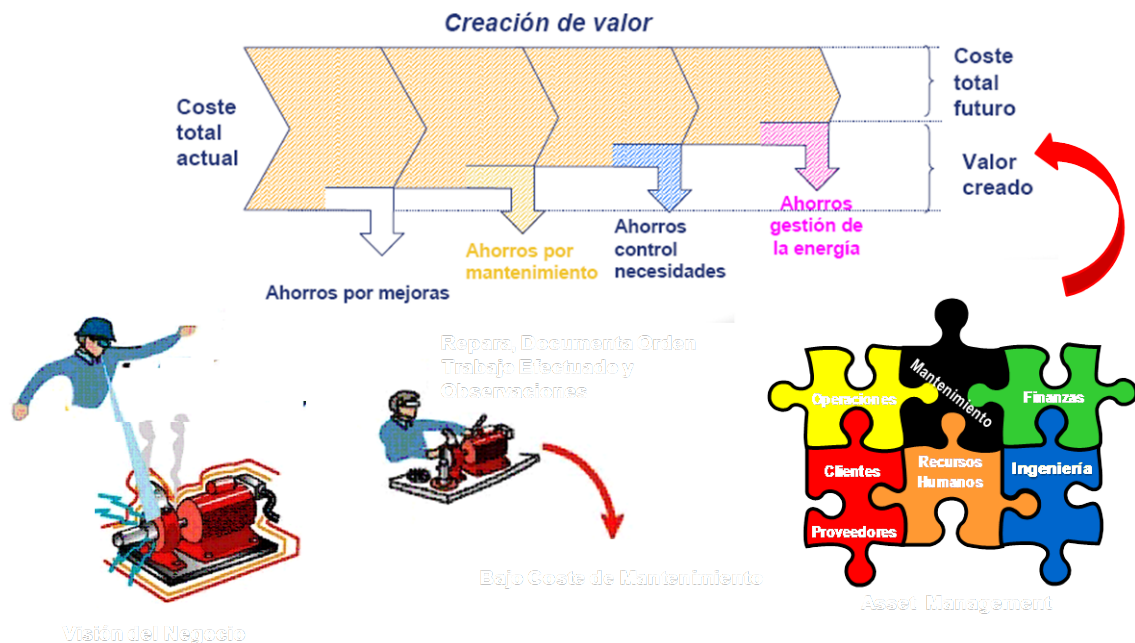 Creación de valor
Coste
total
actual
Coste
total
futuro
Valor
creado
Ahorros por mejoras
Ahorros por
mantenimiento
Ahorros
control
necesidades
Ahorros
gestión de
la energía
Repara, Documenta Orden
Trabajo Efectuado y
Observaciones
Bajo Coste de Mantenimiento
Visión del Negocio
Operaciones
Mantenimiento
Finanzas
Clientes
Recursos
Humanos
Ingeniería
Proveedores
Asset Management